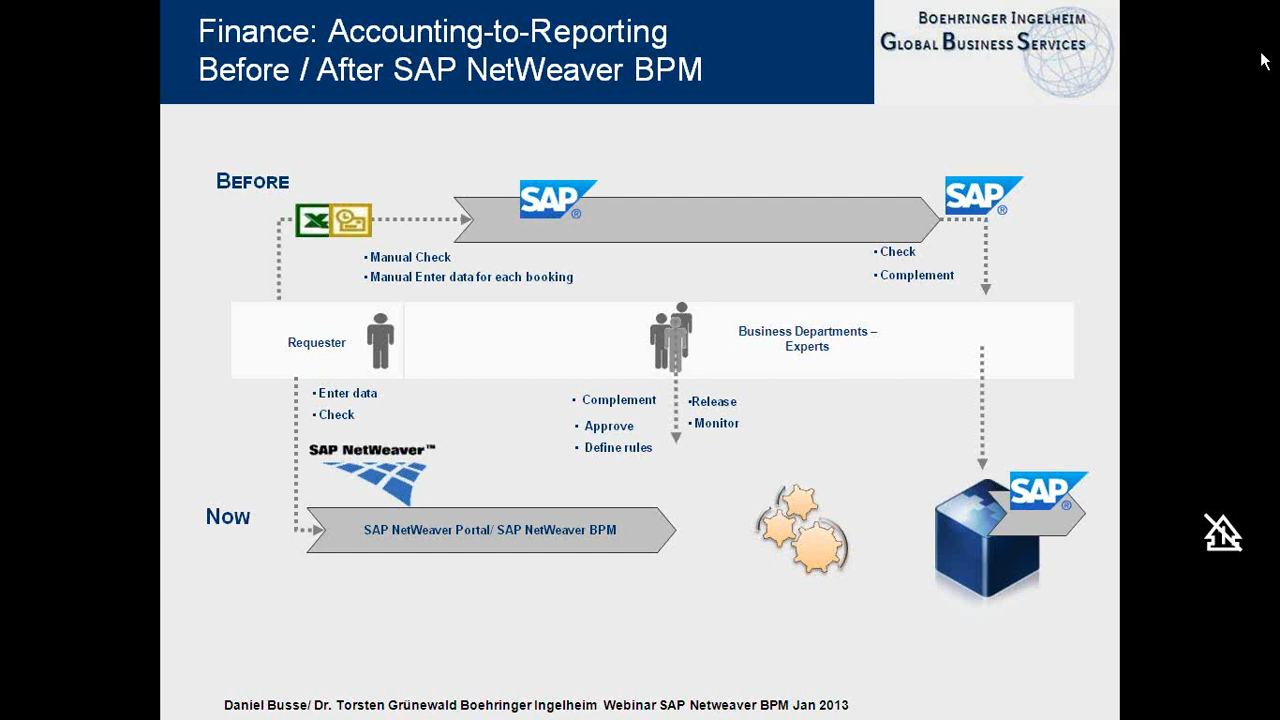 Finance: Accounting-to-Reporting
Before / After SAP NetWeaver BPM
BOEHRINGER INGELHEIM
GLOBAL BUSINESS SERVICES
BEFORE
SAP®
SAP®
▪ Manual Check
▪ Manual Enter data for each booking
▪ Check
▪ Complement
Requester
Business Departments –
Experts
▪ Enter data
▪ Check
▪ Complement
▪ Approve
▪ Define rules
▪Release
▪ Monitor
SAP NetWeaver™
SAP®
NOW
SAP NetWeaver Portal/ SAP NetWeaver BPM
Daniel Busse/ Dr. Torsten Grünewald Boehringer Ingelheim Webinar SAP Netweaver BPM Jan 2013